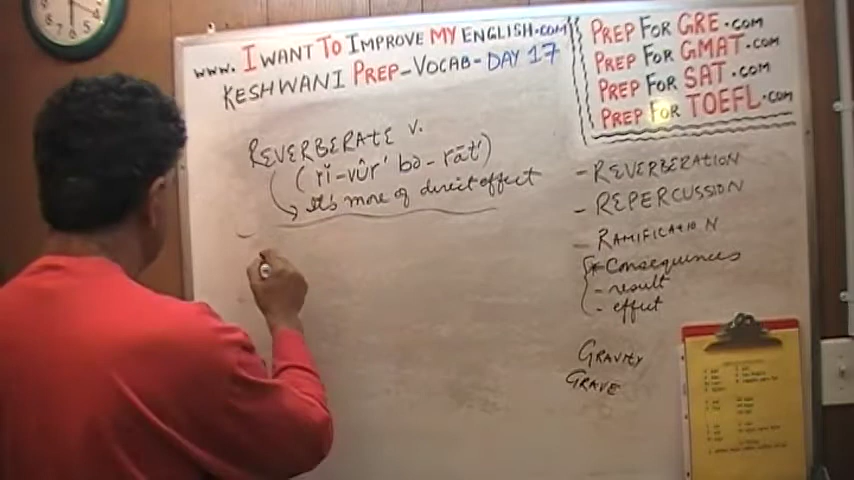 www. I WANT TO IMPROVE MY ENGLISH.COM
KESHWANI PREP-VOCAB- DAY 17
PREP FOR GRE.COM
PREP FOR GMAT.COM
PREP FOR SAT.COM
PREP FOR TOEFL.COM
REVERBERATE v.
(rĭ-vûr' bə-rāt')
It's more of direct effect
- REVERBERATION
- REPERCUSSION
- RAMIFICATION
* Consequences
- result
- effect
GRAVITY
GRAVE